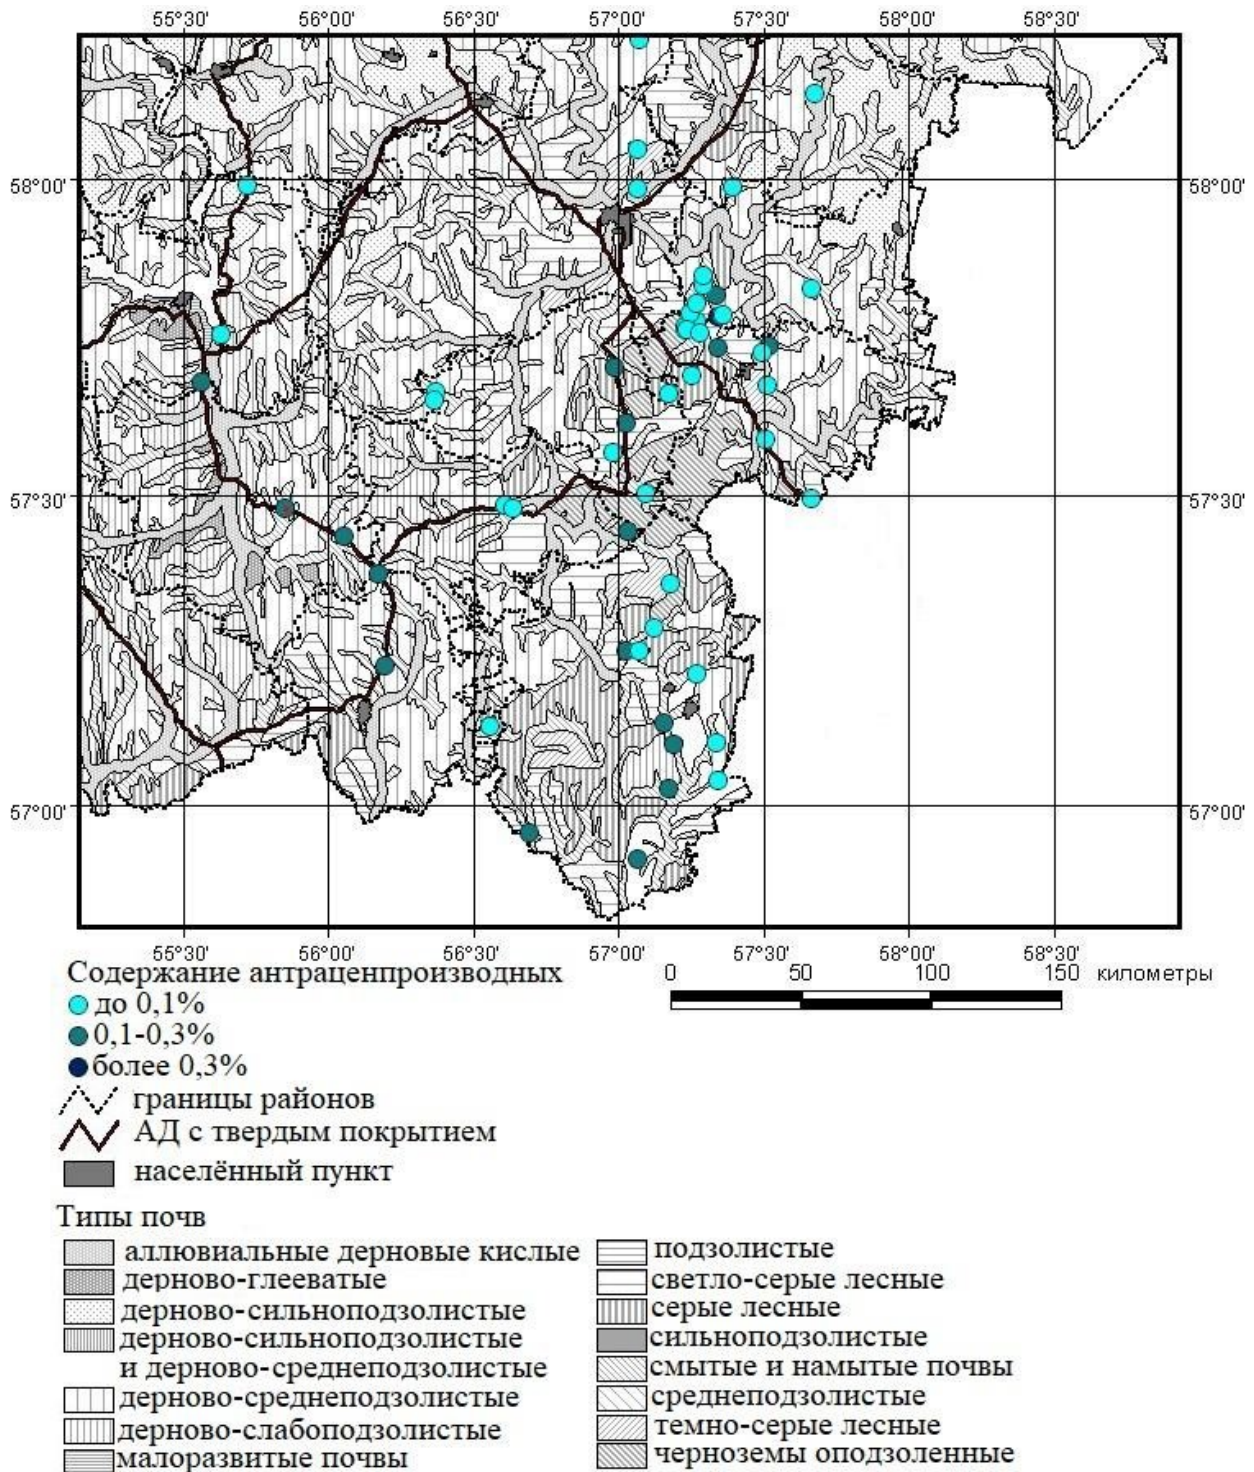 55°30' 56°00' 56°30' 57°00' 57°30' 58°00' 58°30'
58°00' 58°00'
57°30' 57°30'
57°00' 57°00'
55°30' 56°00' 56°30' 57°00' 57°30' 58°00' 58°30'
Содержание антраценпроизводных
0 50 100 150 километры
до 0,1%
0,1-0,3%
более 0,3%
границы районов
АД с твердым покрытием
населённый пункт
Типы почв
аллювиальные дерновые кислые
дерново-глееватые
дерново-сильноподзолистые
дерново-сильноподзолистые
и дерново-среднеподзолистые
дерново-среднеподзолистые
дерново-слабоподзолистые
малоразвитые почвы
подзолистые
светло-серые лесные
серые лесные
сильноподзолистые
смытые и намытые почвы
среднеподзолистые
темно-серые лесные
черноземы оподзоленные